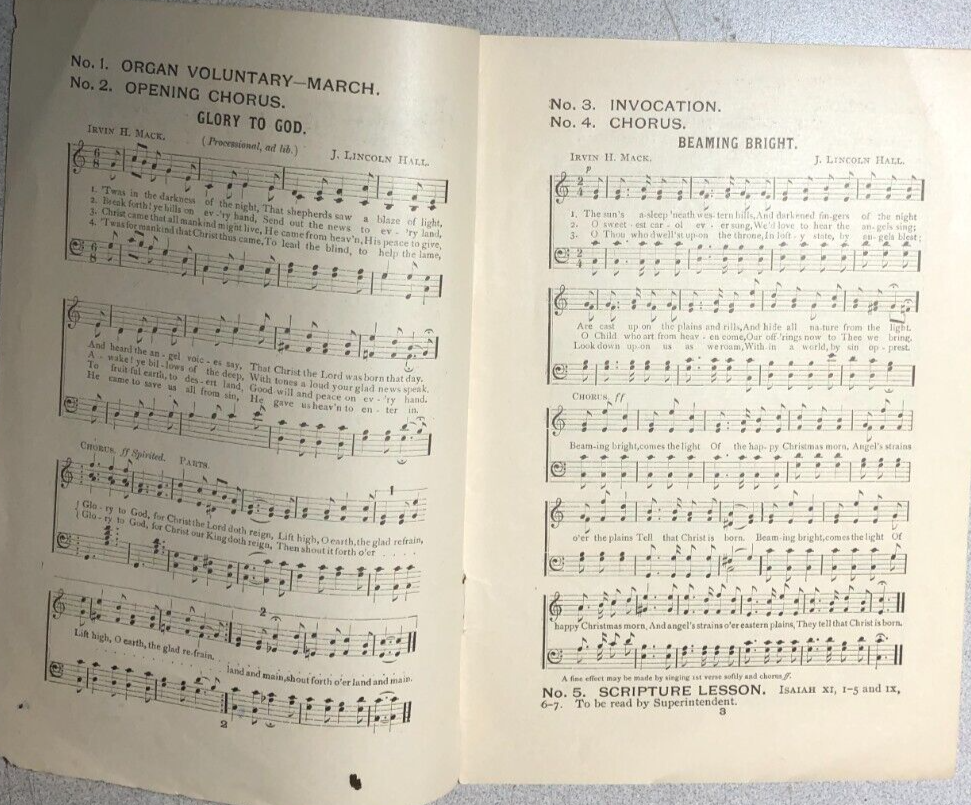 No. 1. ORGAN VOLUNTARY—MARCH.
No. 2. OPENING CHORUS.
GLORY TO GOD.
IRVIN H. MACK.
(Processional, ad lib.)
J. LINCOLN HALL.
1. 'Twas in the darkness of the night, That shepherds saw a blaze of light,
2. Break forth! ye hills on ev-'ry hand, Send out the news to ev-'ry land.
3. Christ came that all mankind might live, He came from heav'n, His peace to give,
4. 'Twas for mankind that Christ thus came, To lead the blind, to help the lame,
And heard the an-gel voic-es say, That Christ the Lord was born that day.
A-wake! ye bil-lows of the deep, With tones a loud your glad news speak.
To fruit-ful earth, to des-ert land, Good-will and peace on ev-'ry hand.
He came to save us all from sin, He gave us heav'n to en-ter in.
CHORUS. ff Spirited. PARTS.
1
Glo-ry to God, for Christ the Lord doth reign, Lift high, O earth, the glad refrain,
Glo-ry to God, for Christ our King doth reign, Then shout it forth o'er . . . .
2
Lift high, O earth, the glad re-frain. land and main, shout forth o'er land and main.
2
No. 3. INVOCATION.
No. 4. CHORUS.
BEAMING BRIGHT.
IRVIN H. MACK.
J. LINCOLN HALL.
p
1. The sun's a-sleep 'neath wes-tern hills, And darkened fin-gers of the night
2. O sweet-est car-ol ev-er sung, We'd love to hear the an-gels sing;
3. O Thou who dwell'st up-on the throne, In loft-y state, by an-gels blest;
Are cast up-on the plains and rills, And hide all na-ture from the light.
O Child who art from heav-en come, Our off-'rings now to Thee we bring.
Look down up-on us as we roam, With-in a world, by sin op-prest.
CHORUS. ff
Beam-ing bright, comes the light Of the hap-py Christmas morn. Angel's strains
o'er the plains Tell that Christ is born. Beam-ing bright, comes the light Of
happy Christmas morn, And angel's strains o'er eastern plains, They tell that Christ is born.
A fine effect may be made by singing 1st verse softly and chorus ff.
No. 5. SCRIPTURE LESSON. ISAIAH XI, 1-5 and IX,
6-7. To be read by Superintendent.
3